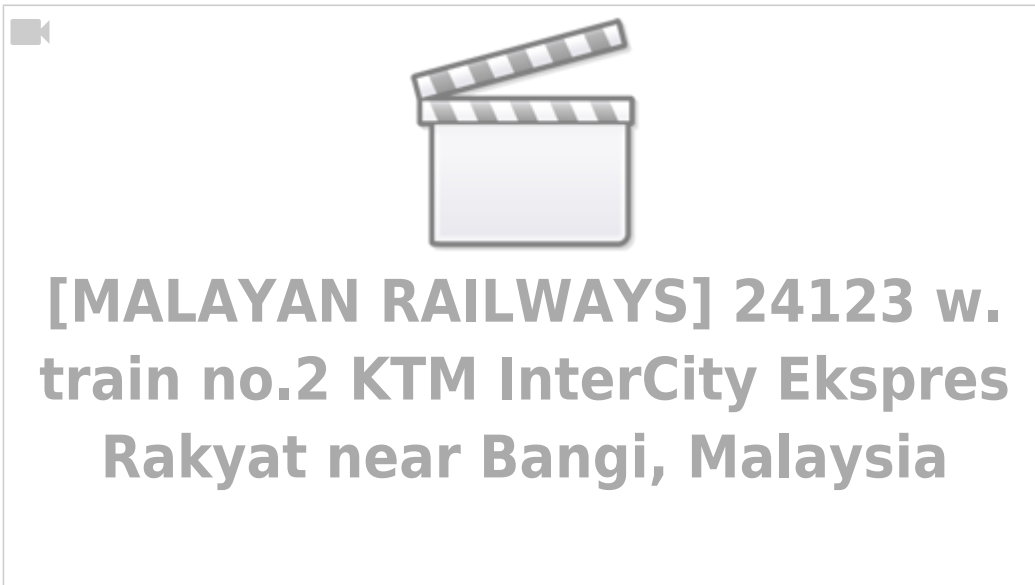 [MALAYAN RAILWAYS] 24123 w.
train no.2 KTM InterCity Ekspres
Rakyat near Bangi, Malaysia